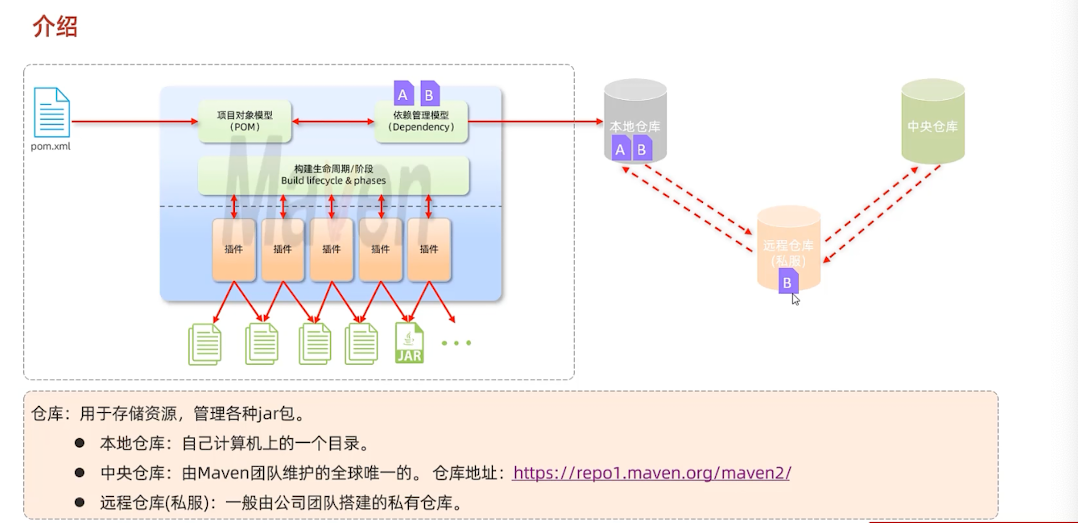 介绍
A B
项目对象模型
(POM)
依赖管理模型
(Dependency)
本地仓库
A B
中央仓库
pom.xml
构建生命周期/阶段
Build lifecycle & phases
Maven
插件 插件 插件 插件 插件
远程仓库
(私服)
B
JAR
仓库：用于存储资源，管理各种jar包。
● 本地仓库：自己计算机上的一个目录。
● 中央仓库：由Maven团队维护的全球唯一的。 仓库地址：https://repo1.maven.org/maven2/
● 远程仓库(私服)：一般由公司团队搭建的私有仓库。